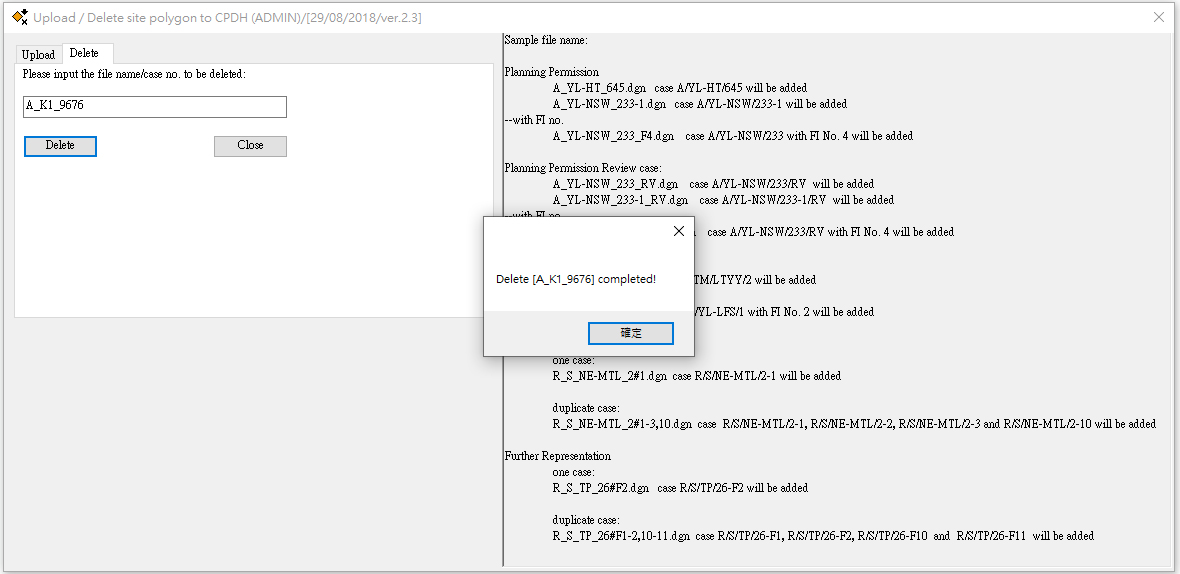 Upload / Delete site polygon to CPDH (ADMIN)/[29/08/2018/ver.2.3]
Upload
Delete
Please input the file name/case no. to be deleted:
A_K1_9676
Delete
Close
Sample file name:
Planning Permission
A_YL-HT_645.dgn case A/YL-HT/645 will be added
A_YL-NSW_233-1.dgn case A/YL-NSW/233-1 will be added
--with FI no.
A_YL-NSW_233_F4.dgn case A/YL-NSW/233 with FI No. 4 will be added
Planning Permission Review case:
A_YL-NSW_233_RV.dgn case A/YL-NSW/233/RV will be added
A_YL-NSW_233-1_RV.dgn case A/YL-NSW/233-1/RV will be added
--with FI no.
case A/YL-NSW/233/RV with FI No. 4 will be added
TM/LTYY/2 will be added
/YL-LFS/1 with FI No. 2 will be added
one case:
R_S_NE-MTL_2#1.dgn case R/S/NE-MTL/2-1 will be added
duplicate case:
R_S_NE-MTL_2#1-3,10.dgn case R/S/NE-MTL/2-1, R/S/NE-MTL/2-2, R/S/NE-MTL/2-3 and R/S/NE-MTL/2-10 will be added
Further Representation
one case:
R_S_TP_26#F2.dgn case R/S/TP/26-F2 will be added
duplicate case:
R_S_TP_26#F1-2,10-11.dgn case R/S/TP/26-F1, R/S/TP/26-F2, R/S/TP/26-F10 and R/S/TP/26-F11 will be added
Delete [A_K1_9676] completed!
確定